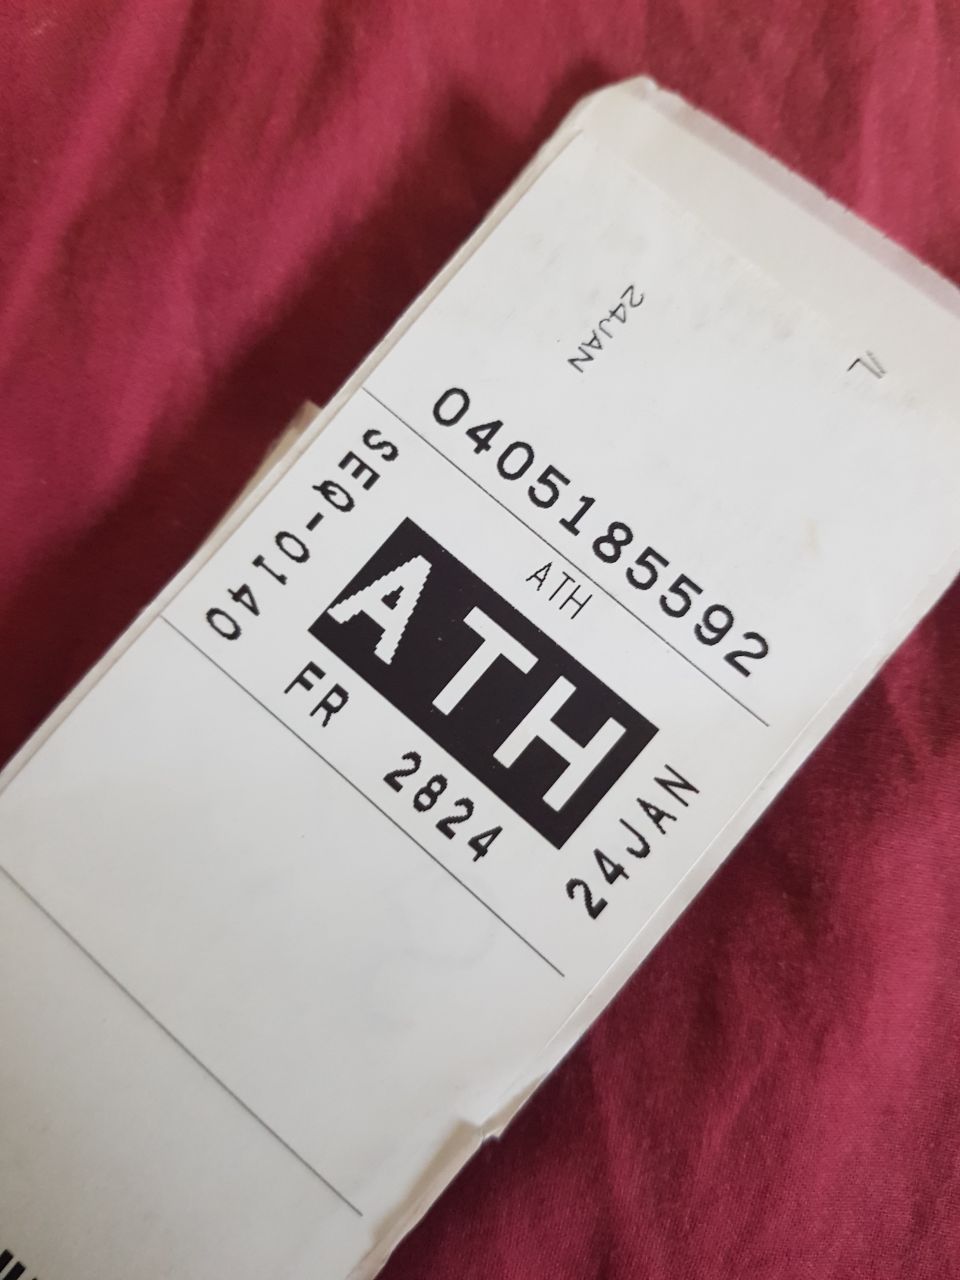 24JAN
0405185592
ATH
SEQ-0140
ATH
24JAN
FR 2824